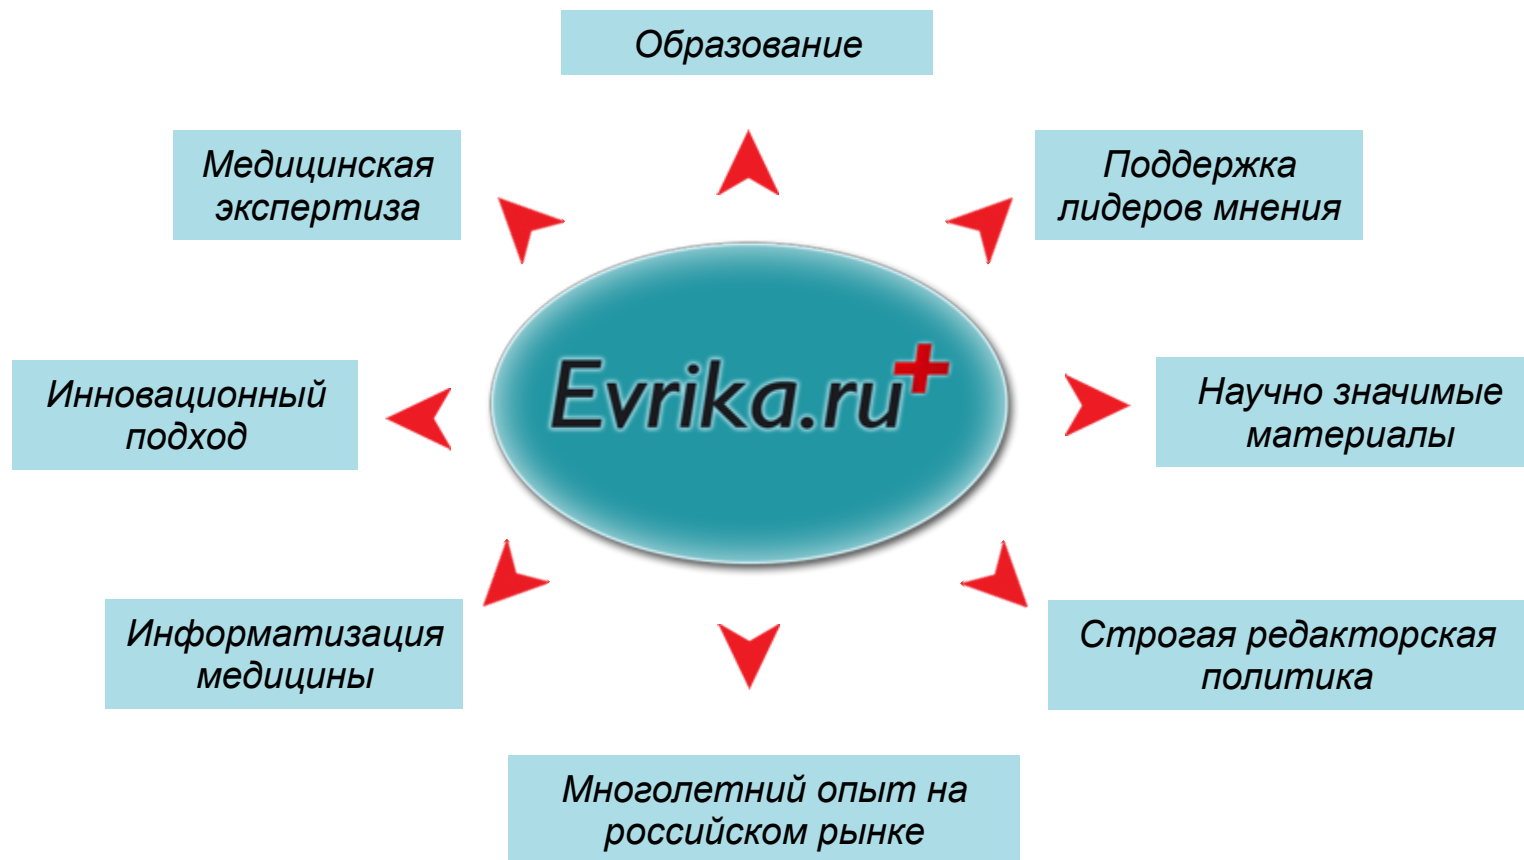 Образование
Медицинская
экспертиза
Поддержка
лидеров мнения
Evrika.ru+
Инновационный
подход
Научно значимые
материалы
Информатизация
медицины
Строгая редакторская
политика
Многолетний опыт на
российском рынке